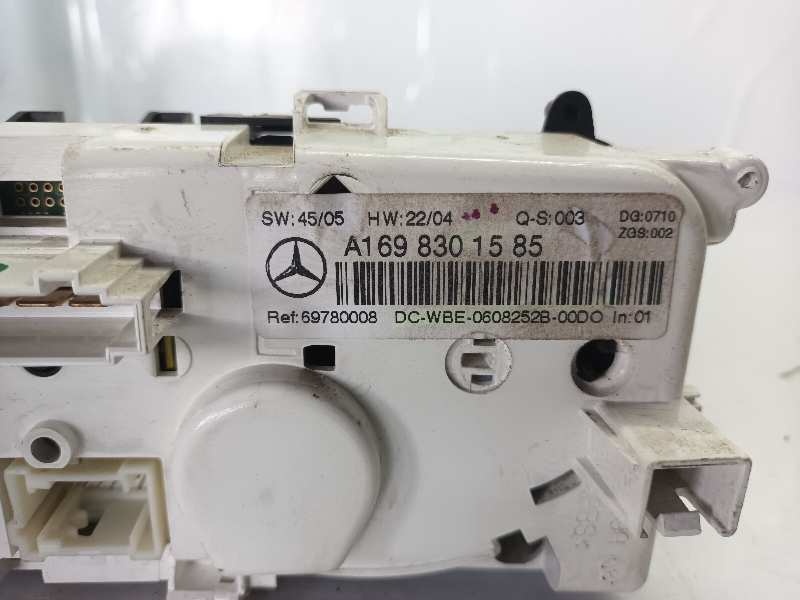 SW: 45/05 HW: 22/04 Q-S: 003 DG:0710
ZGS:002
A169 830 15 85
Ref: 69780008 DC-WBE-0608252B-00DO In: 01